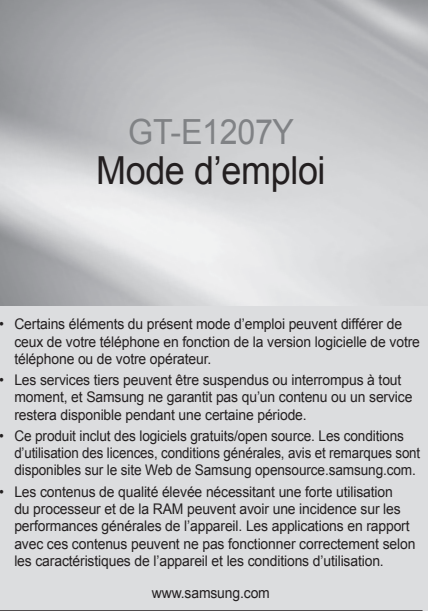 GT-E1207Y
Mode d’emploi
• Certains éléments du présent mode d’emploi peuvent différer de
ceux de votre téléphone en fonction de la version logicielle de votre
téléphone ou de votre opérateur.
• Les services tiers peuvent être suspendus ou interrompus à tout
moment, et Samsung ne garantit pas qu’un contenu ou un service
restera disponible pendant une certaine période.
• Ce produit inclut des logiciels gratuits/open source. Les conditions
d’utilisation des licences, conditions générales, avis et remarques sont
disponibles sur le site Web de Samsung opensource.samsung.com.
• Les contenus de qualité élevée nécessitant une forte utilisation
du processeur et de la RAM peuvent avoir une incidence sur les
performances générales de l’appareil. Les applications en rapport
avec ces contenus peuvent ne pas fonctionner correctement selon
les caractéristiques de l’appareil et les conditions d’utilisation.
www.samsung.com